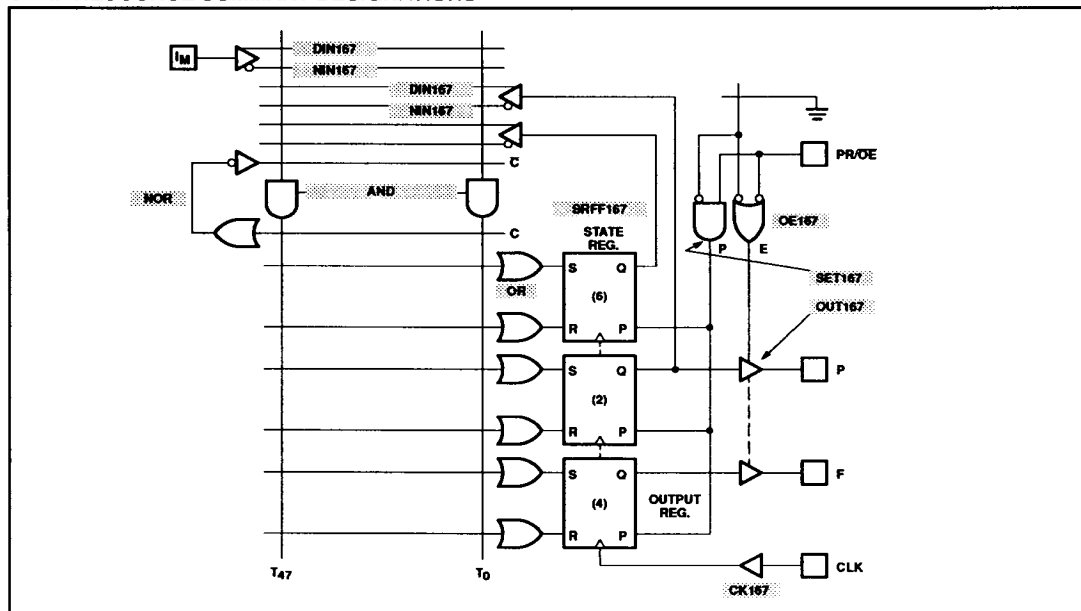 IM
DIN167
NIN167
DIN167
NIN167
C
NOR
AND
C
SRFF167
STATE
REG.
PR/OE
OE167
P
E
SET167
OUT167
OR
S
Q
(6)
R
P
S
Q
(2)
R
P
P
S
Q
(4)
OUTPUT
REG.
R
P
F
T47
T0
CK167
CLK